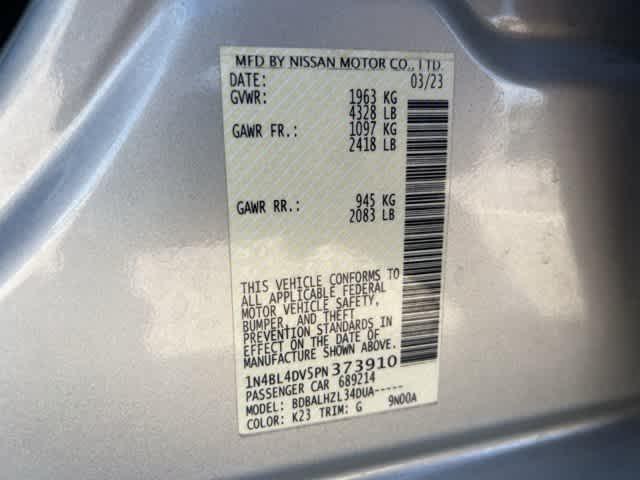 MFD BY NISSAN MOTOR CO., LTD.
DATE: 03/23
GVWR: 1963 KG
4328 LB
GAWR FR.: 1097 KG
2418 LB
GAWR RR.: 945 KG
2083 LB
THIS VEHICLE CONFORMS TO
ALL APPLICABLE FEDERAL
MOTOR VEHICLE SAFETY,
BUMPER, AND THEFT
PREVENTION STANDARDS IN
EFFECT ON THE DATE OF
MANUFACTURE SHOWN ABOVE.
1N4BL4DV5PN373910
PASSENGER CAR 689214
MODEL: BDBALHZL34DUA-----
COLOR: K23 TRIM: G 9N00A